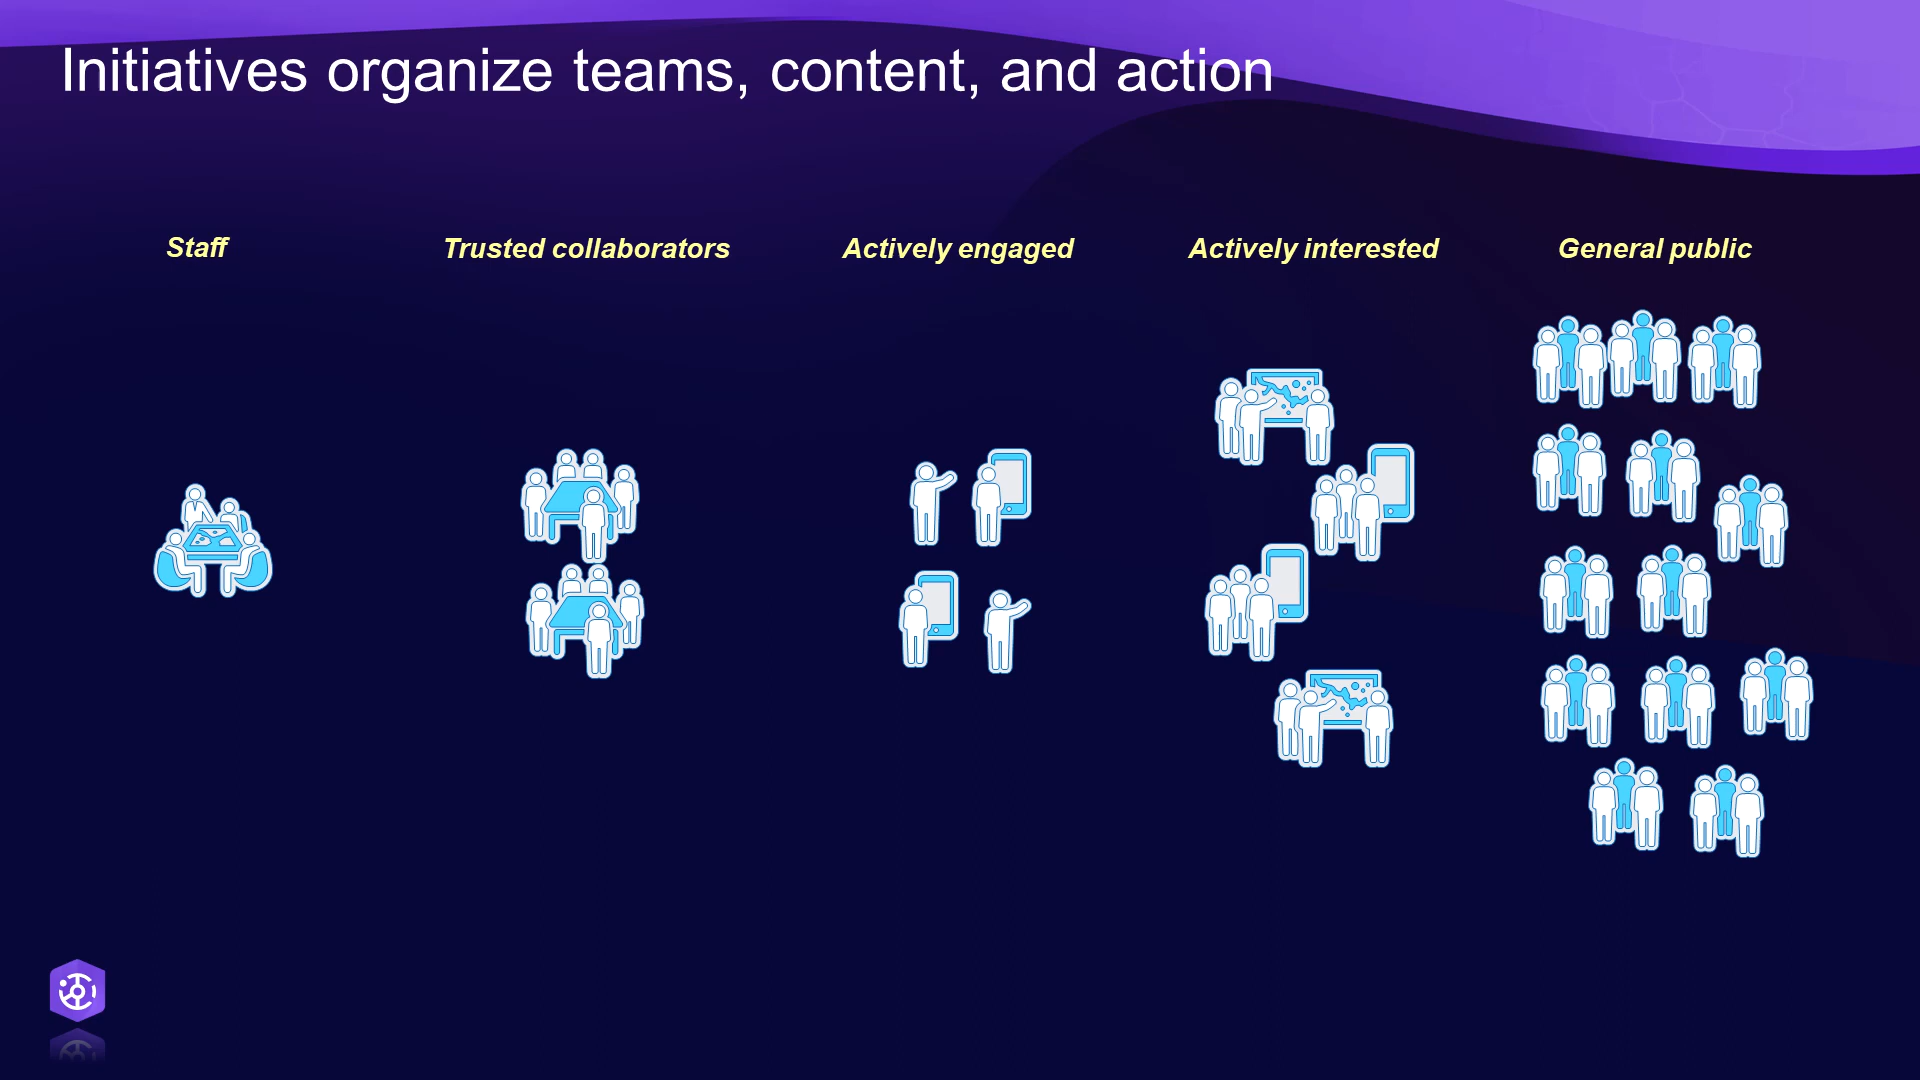 Initiatives organize teams, content, and action
Staff
Trusted collaborators
Actively engaged
Actively interested
General public